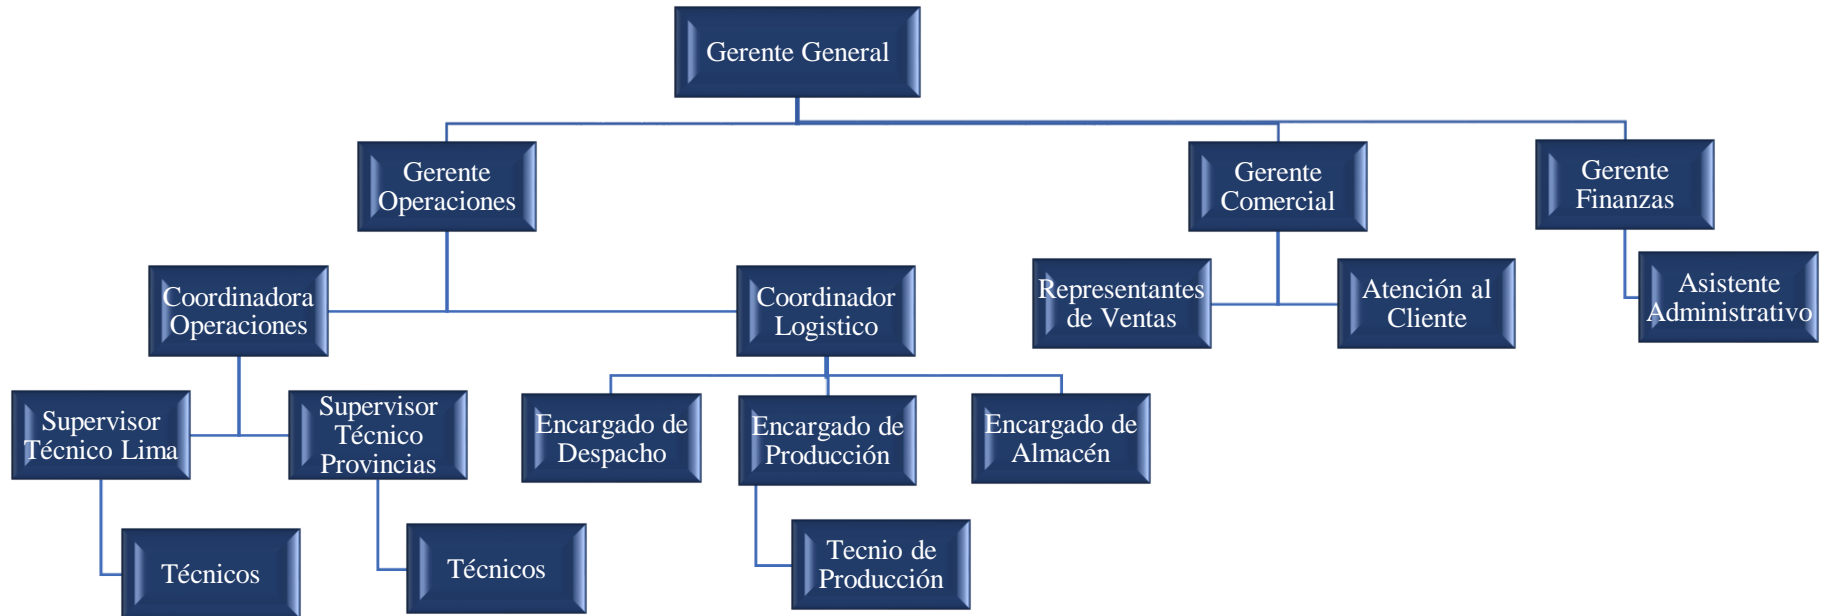 Gerente General
Gerente
Operaciones
Gerente
Comercial
Gerente
Finanzas
Coordinadora
Operaciones
Coordinador
Logistico
Representantes
de Ventas
Atención al
Cliente
Asistente
Administrativo
Supervisor
Técnico Lima
Supervisor
Técnico
Provincias
Encargado de
Despacho
Encargado de
Producción
Encargado de
Almacén
Técnicos
Técnicos
Tecnio de
Producción